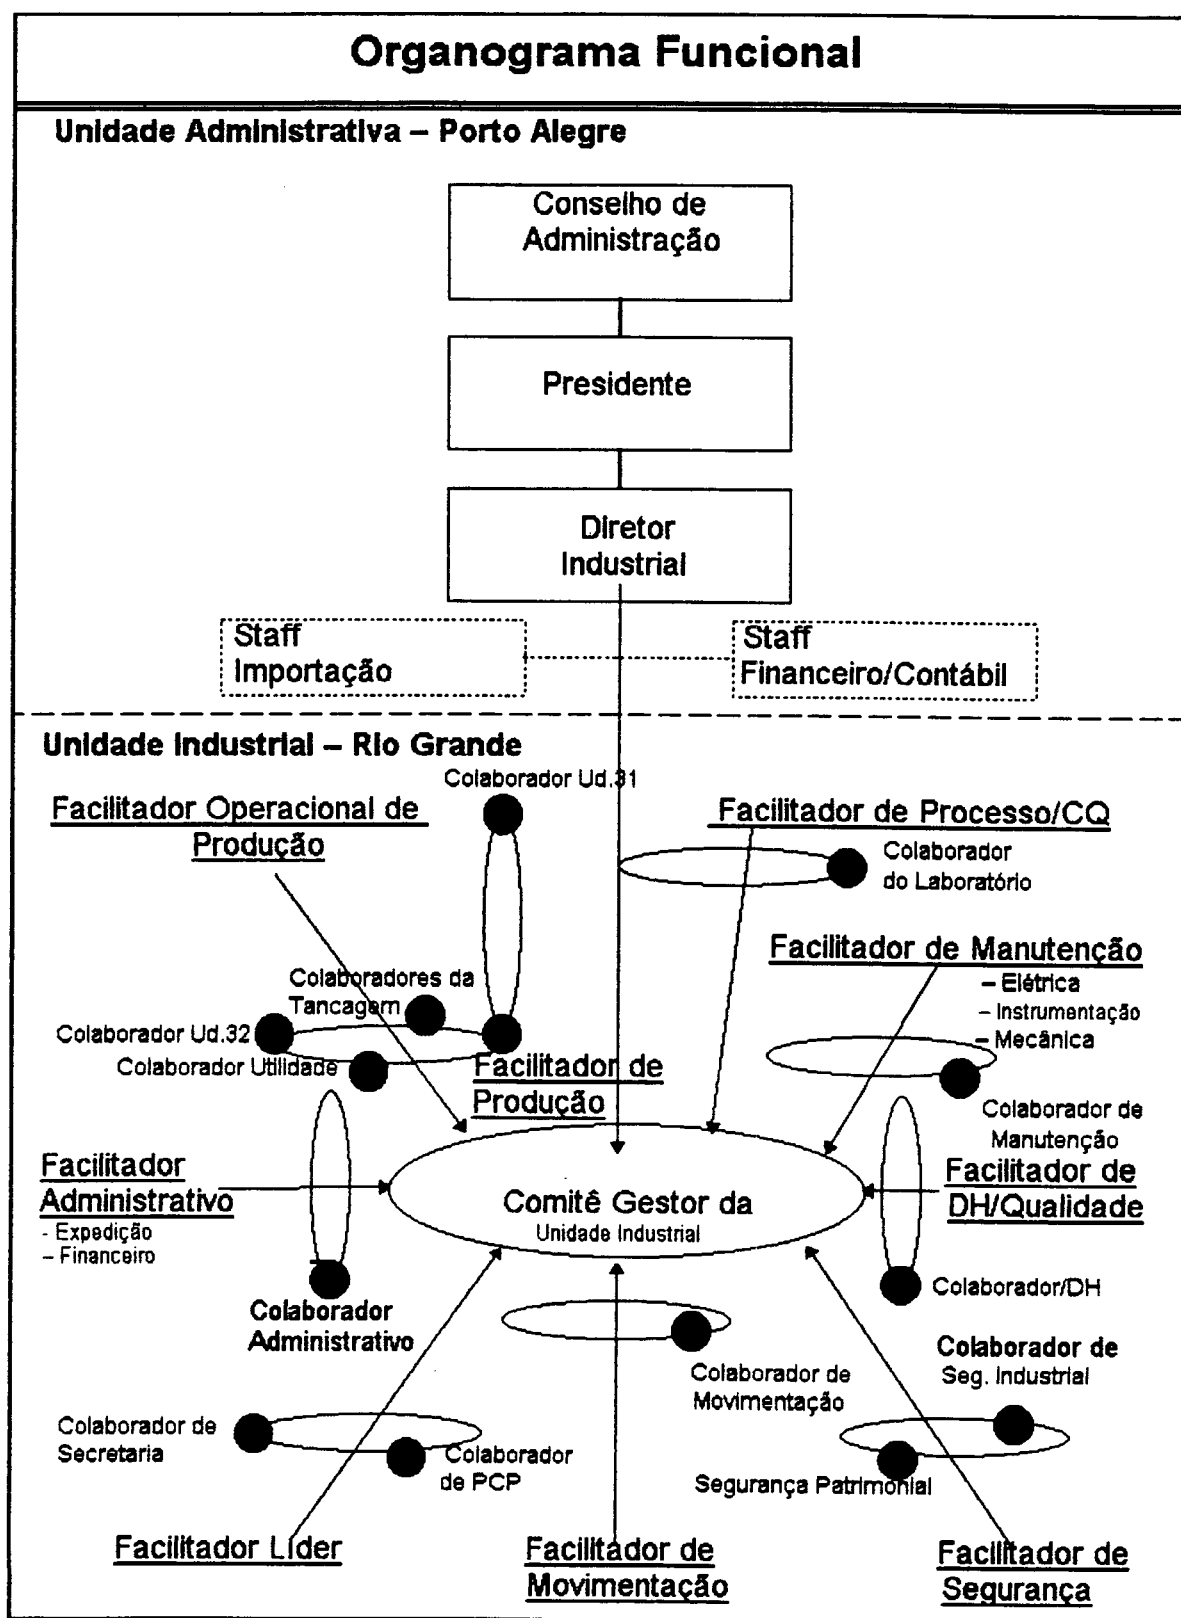 Organograma Funcional
Unidade Administrativa – Porto Alegre
Conselho de
Administração
Presidente
Diretor
Industrial
Staff
Importação
Staff
Financeiro/Contábil
Unidade Industrial – Rio Grande
Colaborador Ud.31
Facilitador Operacional de
Produção
Facilitador de Processo/CQ
Colaborador
do Laboratório
Facilitador de Manutenção
– Elétrica
– Instrumentação
– Mecânica
Colaboradores da
Tancagem
Colaborador Ud.32
Colaborador Utilidade
Facilitador de
Produção
Colaborador de
Manutenção
Facilitador
Administrativo
- Expedição
– Financeiro
Comitê Gestor da
Unidade Industrial
Facilitador de
DH/Qualidade
Colaborador/DH
Colaborador
Administrativo
Colaborador de
Movimentação
Colaborador de
Seg. Industrial
Colaborador de
Secretaria
Colaborador
de PCP
Segurança Patrimonial
Facilitador Líder
Facilitador de
Movimentação
Facilitador de
Segurança